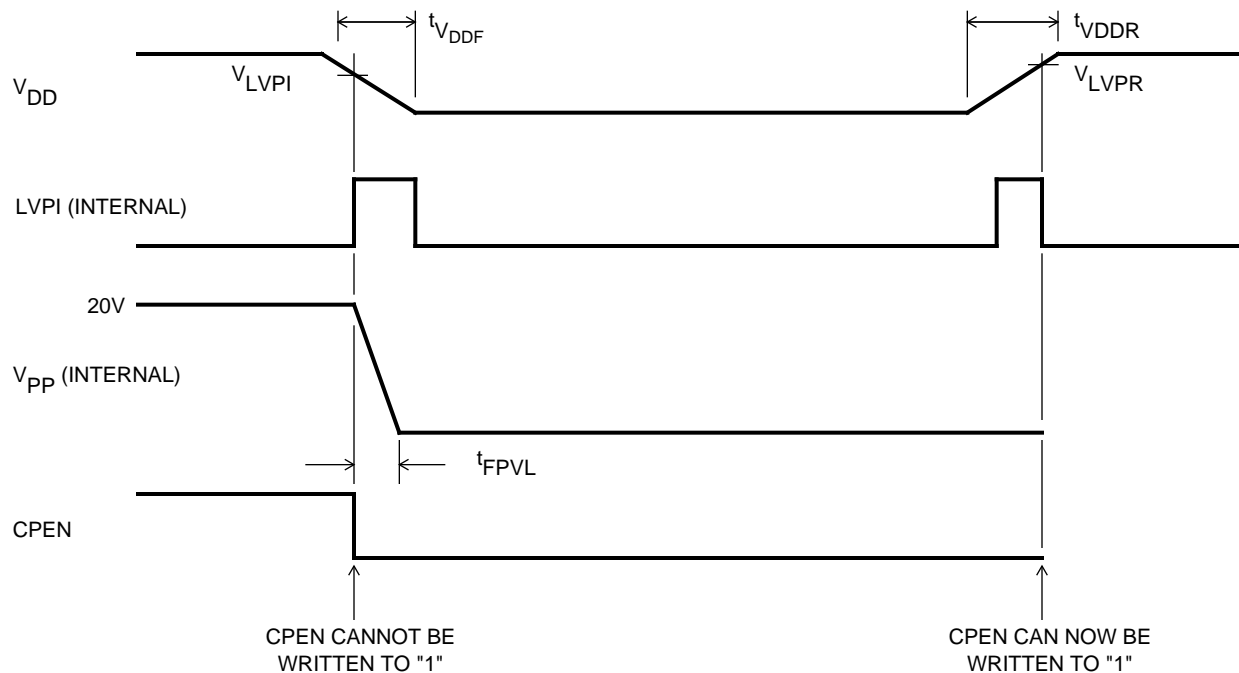 tVDDF
tVDDR
VLVPI
VLVPR
VDD
LVPI (INTERNAL)
20V
VPP (INTERNAL)
tFPVL
CPEN
CPEN CANNOT BE
WRITTEN TO "1"
CPEN CAN NOW BE
WRITTEN TO "1"